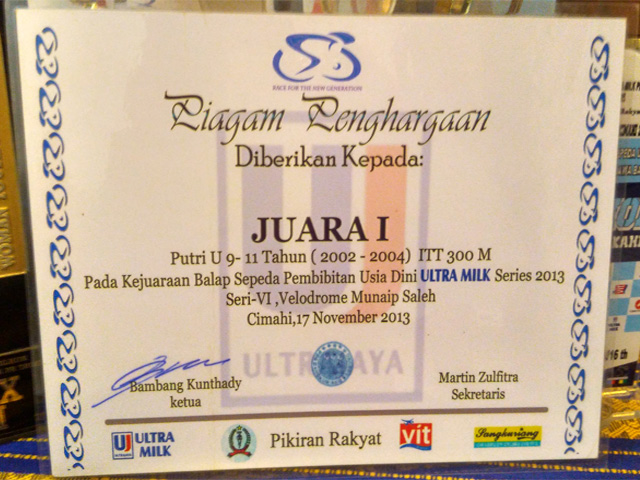 RACE FOR THE NEW GENERATION
Piagam Penghargaan
Diberikan Kepada:
JUARA I
Putri U 9- 11 Tahun ( 2002 - 2004) ITT 300 M
Pada Kejuaraan Balap Sepeda Pembibitan Usia Dini ULTRA MILK Series 2013
Seri-VI ,Velodrome Munaip Saleh
Cimahi,17 November 2013
ULTRAJAYA
Bambang Kunthady
ketua
Martin Zulfitra
Sekretaris
ULTRA MILK
Pikiran Rakyat
vit
Sangkuriang